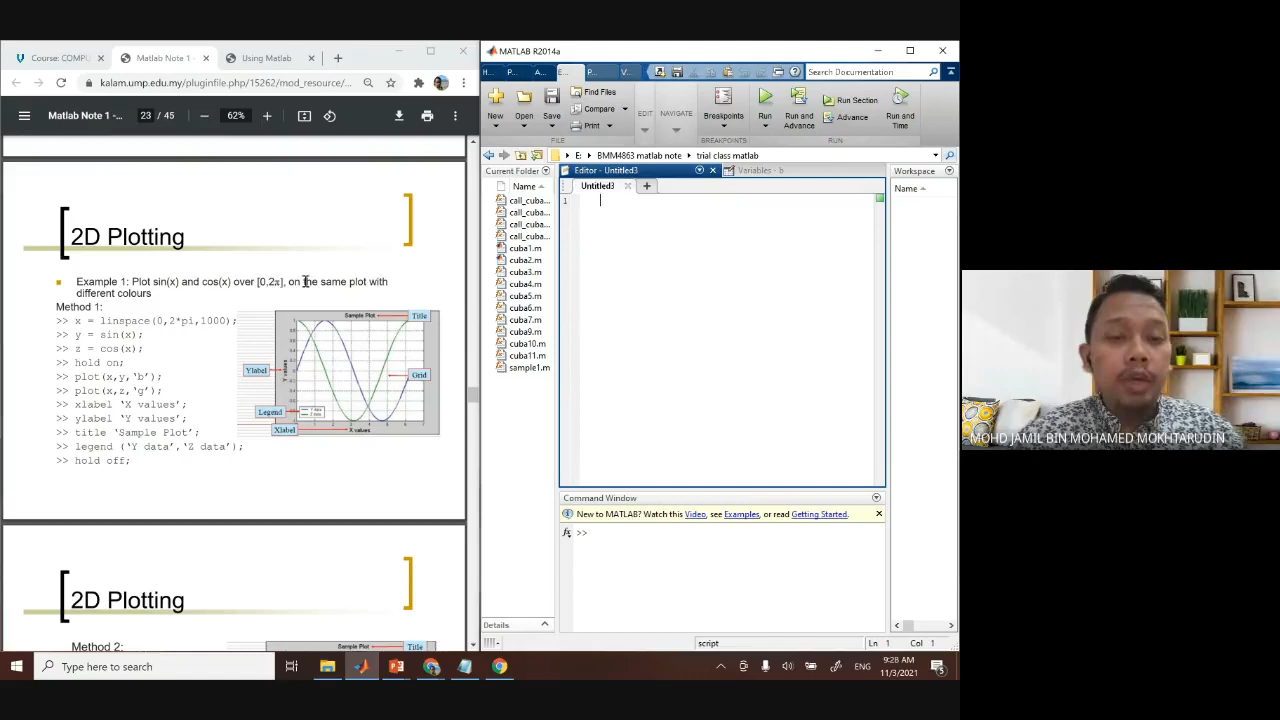 Course: COMPU
Matlab Note 1 -
Using Matlab
kalam.ump.edu.my/pluginfile.php/15262/mod_resource/...
Matlab Note 1 -...
23 / 45
62%
2D Plotting
Example 1: Plot sin(x) and cos(x) over [0,2π], on the same plot with
different colours
Method 1:
>> x = linspace(0,2*pi,1000);
>> y = sin(x);
>> z = cos(x);
>> hold on;
>> plot(x,y,‘b’);
>> plot(x,z,‘g’);
>> xlabel ‘X values’;
>> ylabel ‘Y values’;
>> title ‘Sample Plot’;
>> legend (‘Y data’,‘Z data’);
>> hold off;
Sample Plot
Title
Ylabel
Y values
Grid
Legend
Y data
Z data
Xlabel
X values
2D Plotting
Method 2:
Sample Plot
Title
MATLAB R2014a
H... P... A... E... P... V...
Search Documentation
New
Open
Save
Find Files
Compare
Print
FILE
EDIT
NAVIGATE
Breakpoints
BREAKPOINTS
Run
Run and
Advance
Run Section
Advance
Run and
Time
RUN
E: BMM4863 matlab note trial class matlab
Current Folder
Name
call_cuba...
call_cuba...
call_cuba...
call_cuba...
cuba1.m
cuba2.m
cuba3.m
cuba4.m
cuba5.m
cuba6.m
cuba7.m
cuba9.m
cuba10.m
cuba11.m
sample1.m
Details
Editor - Untitled3
Variables - b
Untitled3
1
Command Window
New to MATLAB? Watch this Video, see Examples, or read Getting Started.
fx >>
Workspace
Name
script
Ln 1 Col 1
MOHD JAMIL BIN MOHAMED MOKHTARUDIN
Type here to search
ENG
9:28 AM
11/3/2021
5